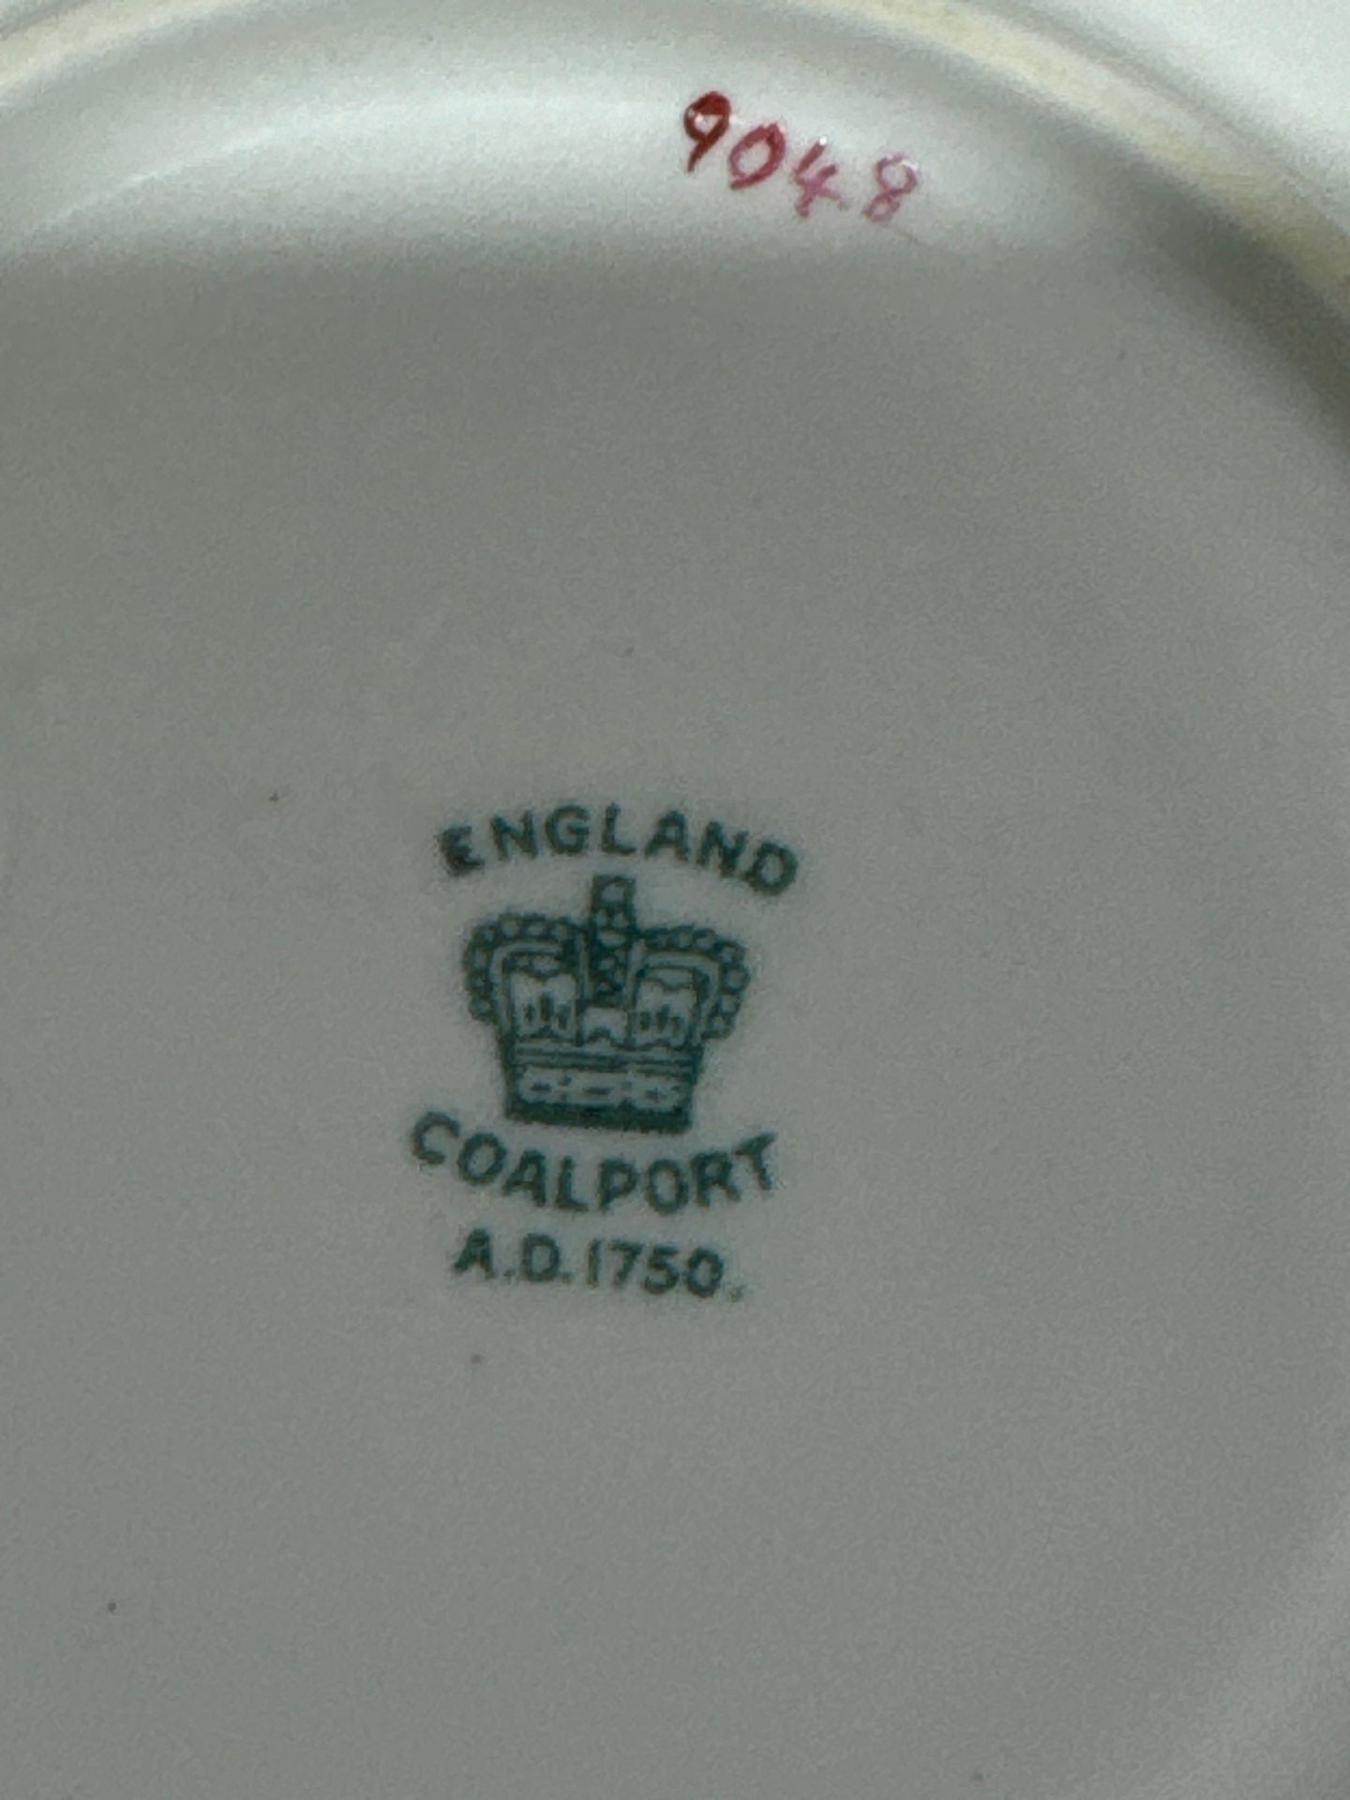 9048
ENGLAND
COALPORT
A.D. 1750.